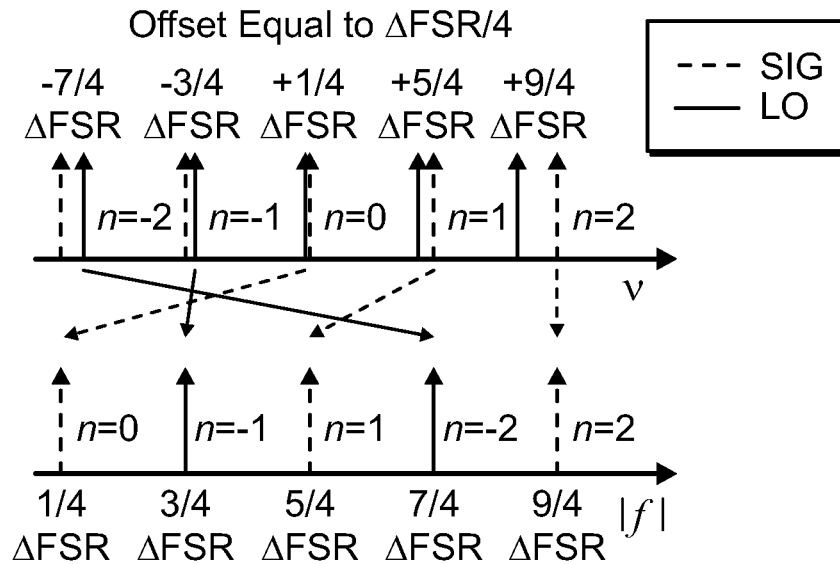 Offset Equal to ΔFSR/4
-7/4 -3/4 +1/4 +5/4 +9/4
ΔFSR ΔFSR ΔFSR ΔFSR ΔFSR
n=-2 n=-1 n=0 n=1 n=2
ν
SIG
LO
n=0 n=-1 n=1 n=-2 n=2
1/4 3/4 5/4 7/4 9/4 |f|
ΔFSR ΔFSR ΔFSR ΔFSR ΔFSR